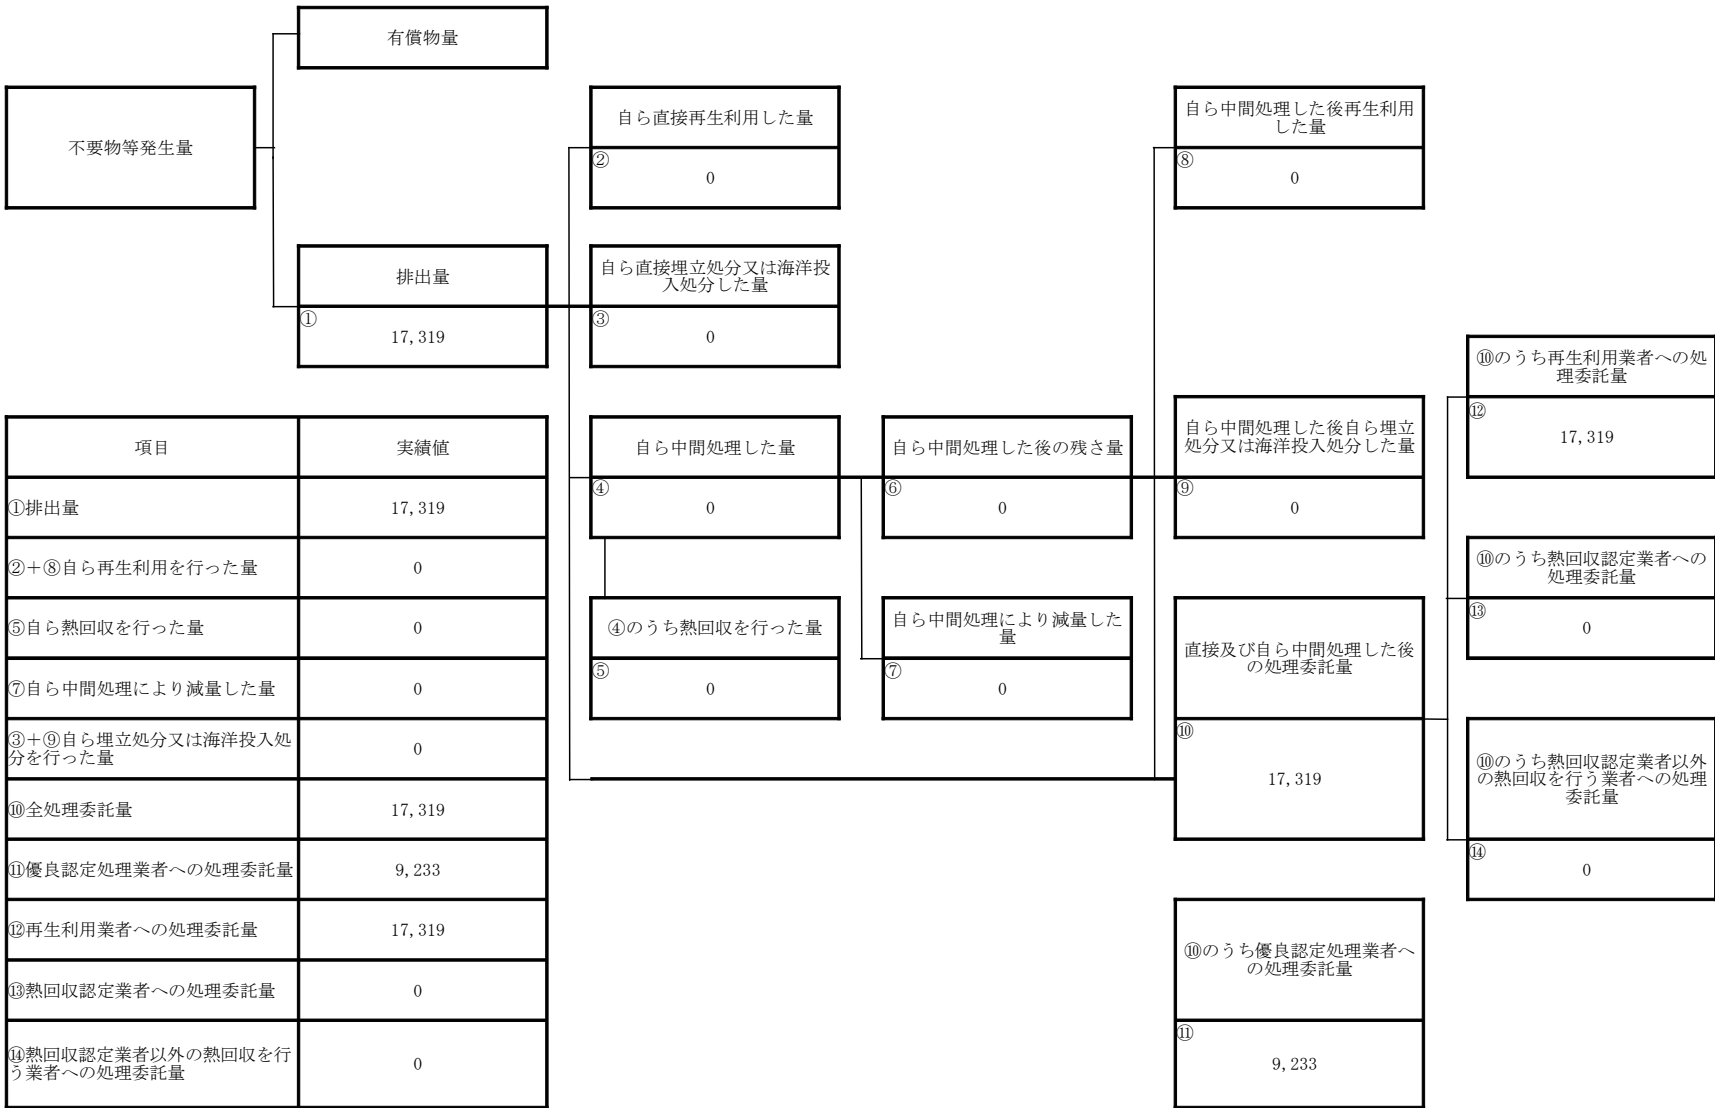 有償物量
不要物等発生量
自ら直接再生利用した量
②
0
自ら中間処理した後再生利用
した量
⑧
0
排出量
①
17,319
自ら直接埋立処分又は海洋投
入処分した量
③
0
項目
実績値
①排出量
17,319
②+⑧自ら再生利用を行った量
0
⑤自ら熱回収を行った量
0
⑦自ら中間処理により減量した量
0
③+⑨自ら埋立処分又は海洋投入処
分を行った量
0
⑩全処理委託量
17,319
⑪優良認定処理業者への処理委託量
9,233
⑫再生利用業者への処理委託量
17,319
⑬熱回収認定業者への処理委託量
0
⑭熱回収認定業者以外の熱回収を行
う業者への処理委託量
0
自ら中間処理した量
④
0
④のうち熱回収を行った量
⑤
0
自ら中間処理した後の残さ量
⑥
0
自ら中間処理により減量した
量
⑦
0
自ら中間処理した後自ら埋立
処分又は海洋投入処分した量
⑨
0
直接及び自ら中間処理した後
の処理委託量
⑩
17,319
⑩のうち優良認定処理業者へ
の処理委託量
⑪
9,233
⑩のうち再生利用業者への処
理委託量
⑫
17,319
⑩のうち熱回収認定業者への
処理委託量
⑬
0
⑩のうち熱回収認定業者以外
の熱回収を行う業者への処理
委託量
⑭
0